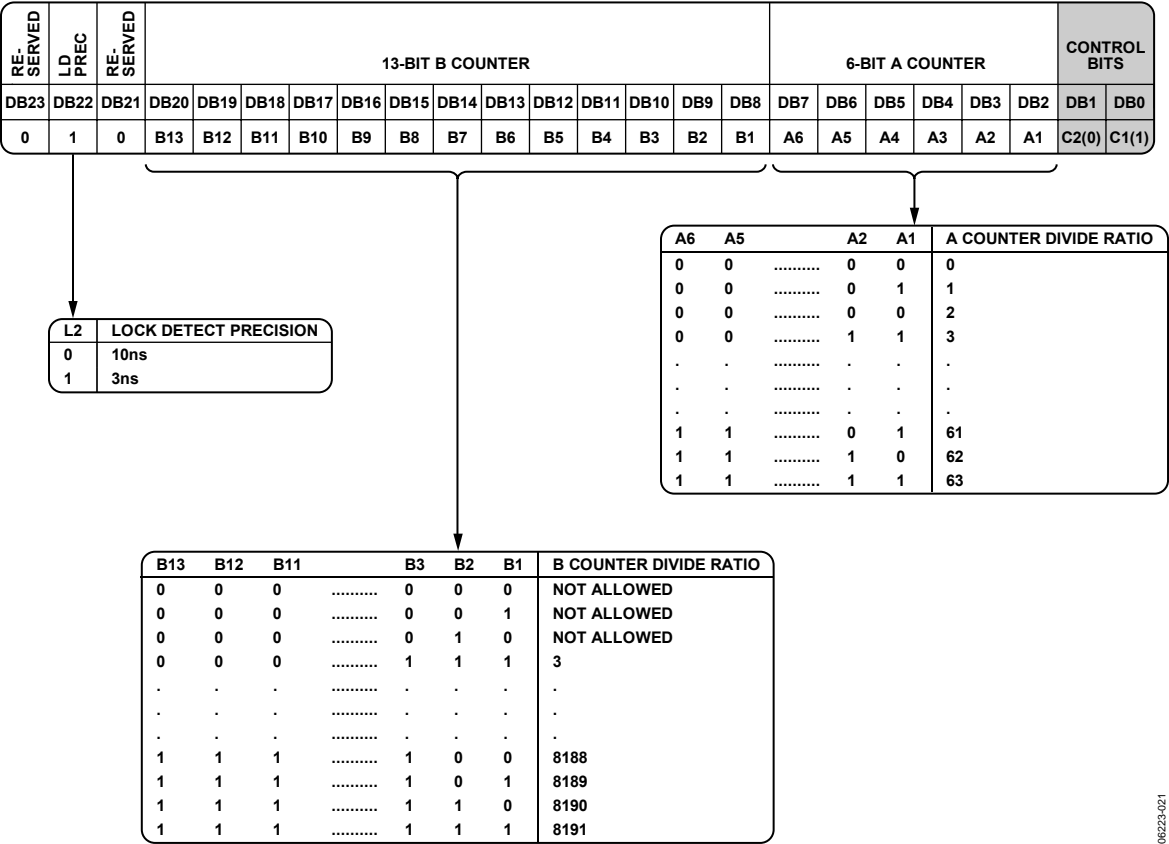 RE-
SERVED
LD
PREC
RE-
SERVED
13-BIT B COUNTER
6-BIT A COUNTER
CONTROL
BITS
DB23 DB22 DB21 DB20 DB19 DB18 DB17 DB16 DB15 DB14 DB13 DB12 DB11 DB10 DB9 DB8 DB7 DB6 DB5 DB4 DB3 DB2 DB1 DB0
0 1 0 B13 B12 B11 B10 B9 B8 B7 B6 B5 B4 B3 B2 B1 A6 A5 A4 A3 A2 A1 C2(0) C1(1)
A6 A5 A2 A1 A COUNTER DIVIDE RATIO
0 0 .......... 0 0 0
0 0 .......... 0 1 1
0 0 .......... 0 0 2
0 0 .......... 1 1 3
. . .......... . . .
. . .......... . . .
. . .......... . . .
1 1 .......... 0 1 61
1 1 .......... 1 0 62
1 1 .......... 1 1 63
L2 LOCK DETECT PRECISION
0 10ns
1 3ns
B13 B12 B11 B3 B2 B1 B COUNTER DIVIDE RATIO
0 0 0 .......... 0 0 0 NOT ALLOWED
0 0 0 .......... 0 0 1 NOT ALLOWED
0 0 0 .......... 0 1 0 NOT ALLOWED
0 0 0 .......... 1 1 1 3
. . . .......... . . . .
. . . .......... . . . .
. . . .......... . . . .
1 1 1 .......... 1 0 0 8188
1 1 1 .......... 1 0 1 8189
1 1 1 .......... 1 1 0 8190
1 1 1 .......... 1 1 1 8191
06223-021